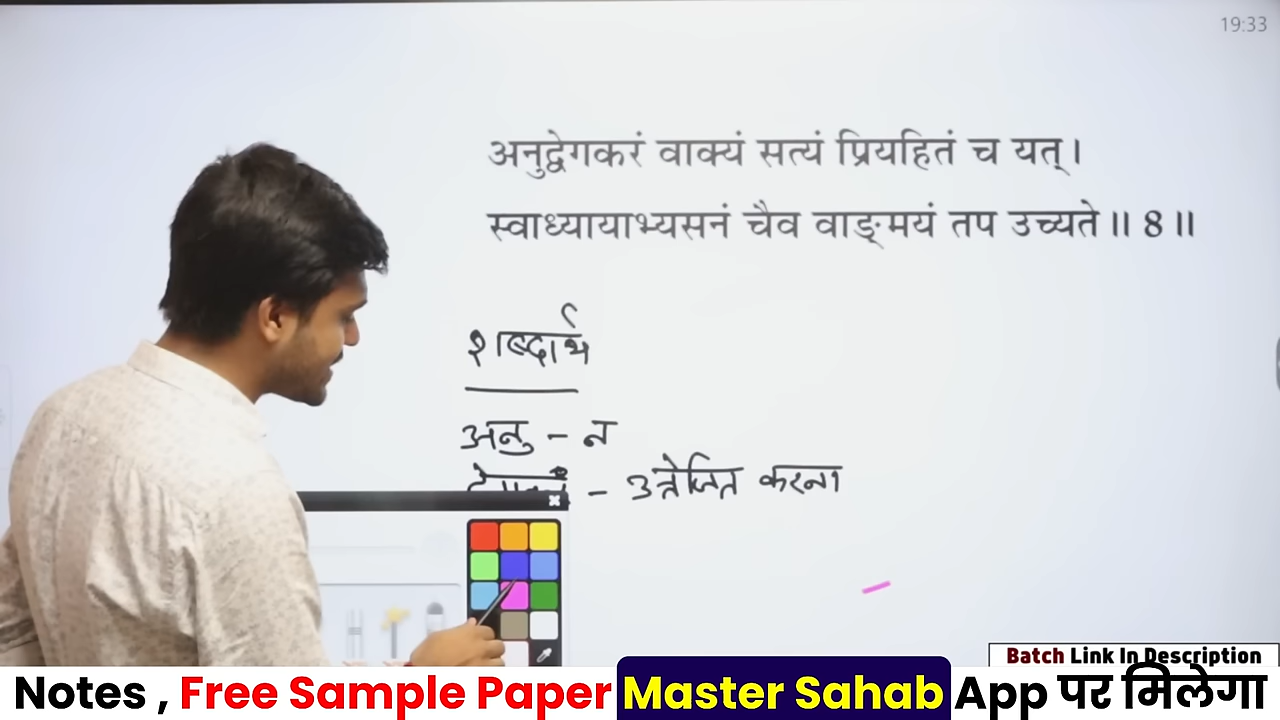 19:33
अनुद्वेगकरं वाक्यं सत्यं प्रियहितं च यत्।
स्वाध्यायाभ्यसनं चैव वाङ्मयं तप उच्यते॥ 8॥
शब्दार्थ
अनु - न
- उत्तेजित करना
Batch Link In Description
Notes , Free Sample Paper Master Sahab App पर मिलेगा